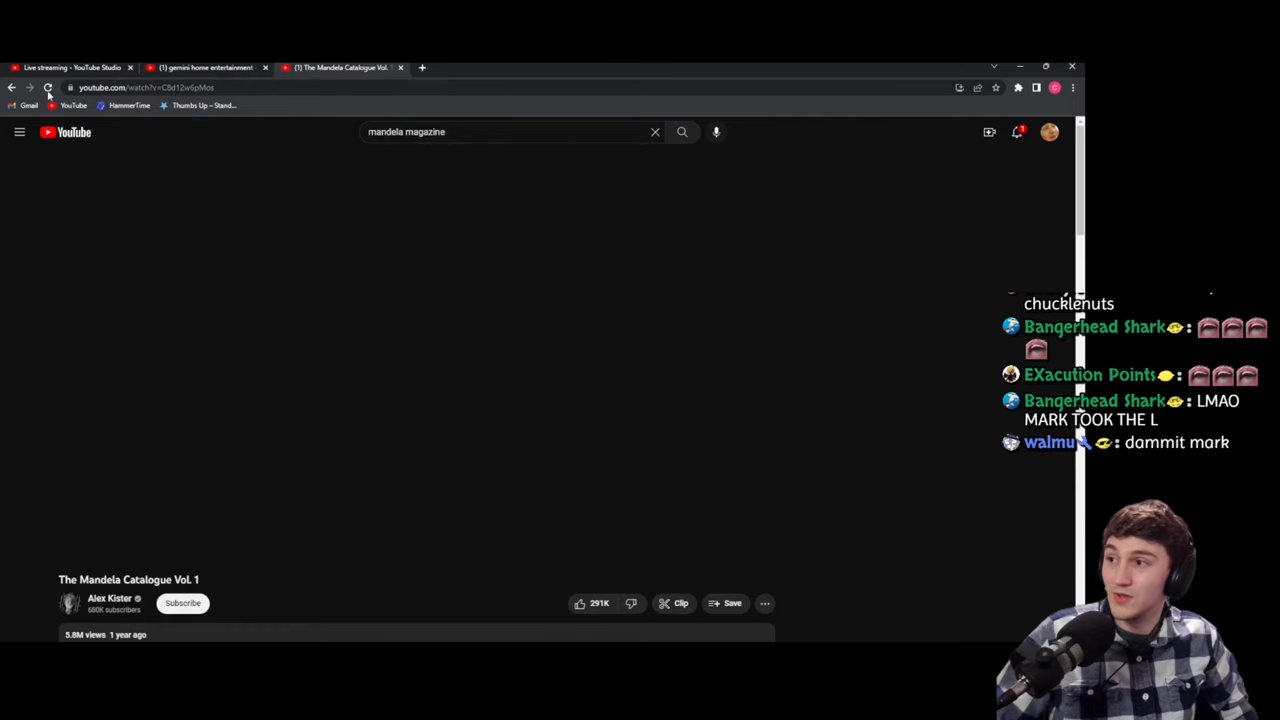 Live streaming - YouTube Studio
(1) gemini home entertainment
(1) The Mandela Catalogue Vol.
youtube.com/watch?v=C8d12w6pMos
Gmail
YouTube
HammerTime
Thumbs Up – Stand...
YouTube
mandela magazine
1
C
chucklenuts
Bangerhead Shark :
EXacution Points :
Bangerhead Shark : LMAO
MARK TOOK THE L
walmu : dammit mark
The Mandela Catalogue Vol. 1
Alex Kister
680K subscribers
Subscribe
291K
Clip
Save
5.8M views 1 year ago